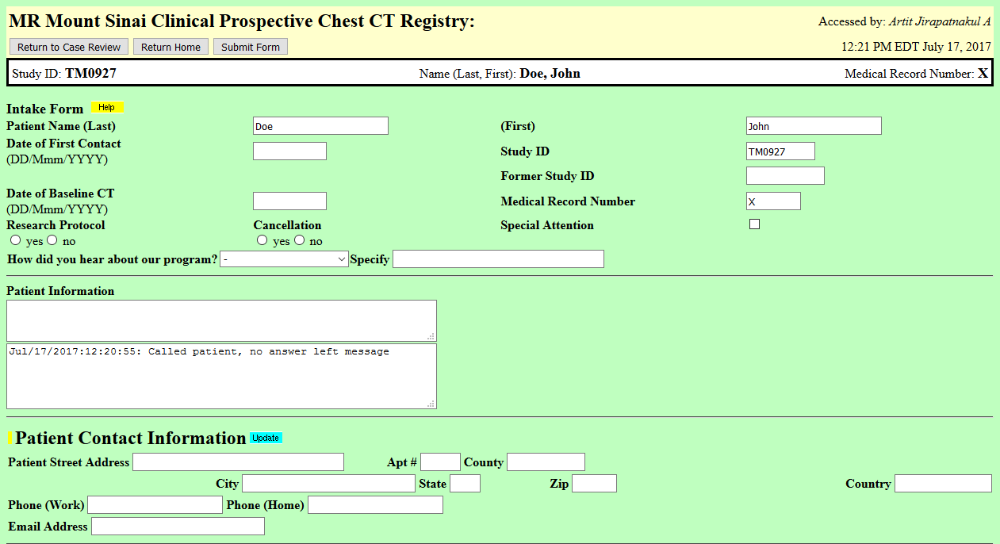 MR Mount Sinai Clinical Prospective Chest CT Registry:
Accessed by: Artit Jirapatnakul A
Return to Case Review Return Home Submit Form 12:21 PM EDT July 17, 2017
Study ID: TM0927 Name (Last, First): Doe, John Medical Record Number: X
Intake Form Help
Patient Name (Last) Doe (First) John
Date of First Contact
(DD/Mmm/YYYY)
Study ID TM0927
Former Study ID
Date of Baseline CT
(DD/Mmm/YYYY)
Medical Record Number X
Research Protocol Cancellation Special Attention
yes no yes no
How did you hear about our program? - Specify
Patient Information
Jul/17/2017:12:20:55: Called patient, no answer left message
Patient Contact Information Update
Patient Street Address Apt # County
City State Zip Country
Phone (Work) Phone (Home)
Email Address